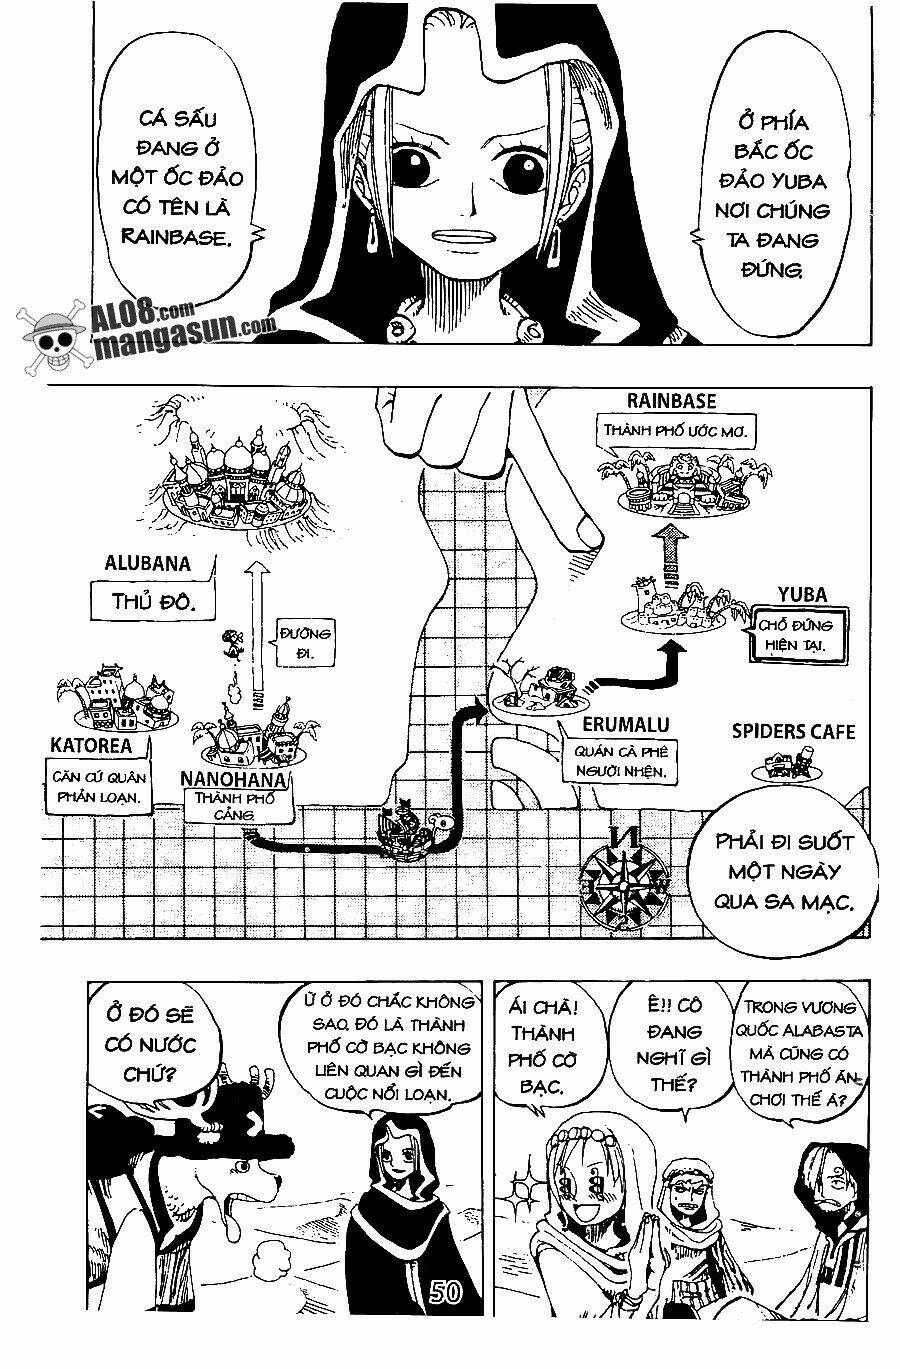 Ở PHÍA
BẮC ỐC
ĐẢO YUBA
NƠI CHÚNG
TA ĐANG
ĐỨNG.
CÁ SẤU
ĐANG Ở
MỘT ỐC ĐẢO
CÓ TÊN LÀ
RAINBASE.
ALO8.com
mangasun.com
RAINBASE
THÀNH PHỐ ƯỚC MƠ.
ALUBANA
THỦ ĐÔ.
YUBA
CHỖ ĐỨNG
HIỆN TẠI.
ĐƯỜNG
ĐI.
KATOREA
CĂN CỨ QUÂN
PHẢN LOẠN.
NANOHANA
THÀNH PHỐ
CẢNG.
ERUMALU
QUÁN CÀ PHÊ
NGƯỜI NHỆN.
SPIDERS CAFE
N
W
S
E
PHẢI ĐI SUỐT
MỘT NGÀY
QUA SA MẠC.
TRONG VƯƠNG
QUỐC ALABASTA
MÀ CŨNG CÓ
THÀNH PHỐ ĂN
CHƠI THẾ Á?
Ê!! CÔ
ĐANG
NGHĨ GÌ
THẾ?
ÁI CHÀ!
THÀNH
PHỐ CỜ
BẠC.
Ừ Ở ĐÓ CHẮC KHÔNG
SAO. ĐÓ LÀ THÀNH
PHỐ CỜ BẠC KHÔNG
LIÊN QUAN GÌ ĐẾN
CUỘC NỔI LOẠN.
Ở ĐÓ SẼ
CÓ NƯỚC
CHỨ?
50